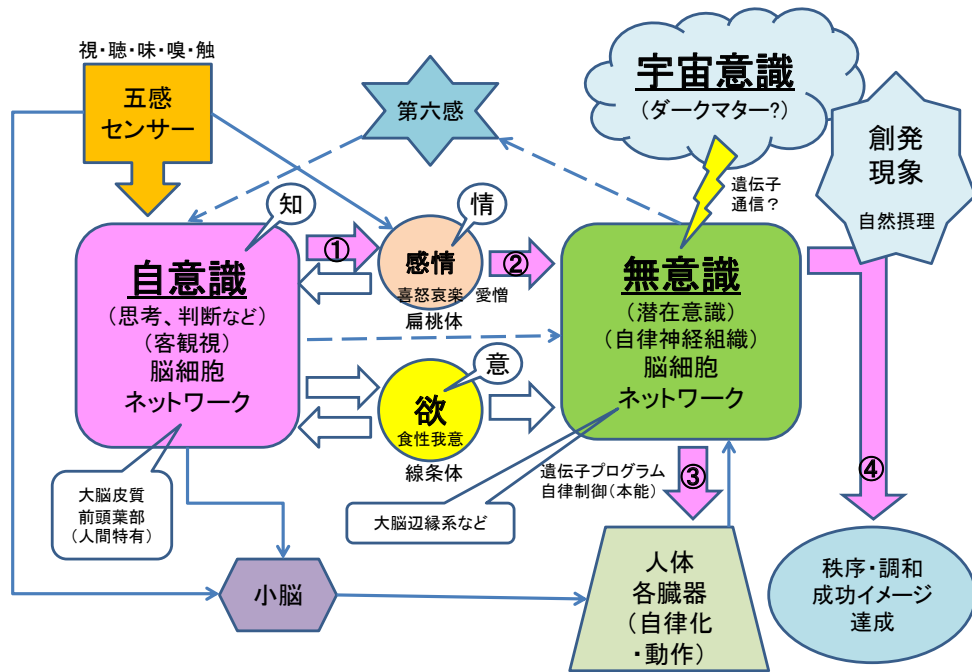 視・聴・味・嗅・触
五感
センサー
第六感
宇宙意識
(ダークマター?)
創発
現象
自然摂理
遺伝子
通信？
知
情
①
②
自意識
(思考、判断など)
(客観視)
脳細胞
ネットワーク
感情
喜怒哀楽 愛憎
扁桃体
無意識
(潜在意識)
(自律神経組織)
脳細胞
ネットワーク
意
欲
食性我意
線条体
大脳皮質
前頭葉部
(人間特有)
大脳辺縁系など
遺伝子プログラム
自律制御(本能)
③
④
小脳
人体
各臓器
(自律化
・動作)
秩序・調和
成功イメージ
達成